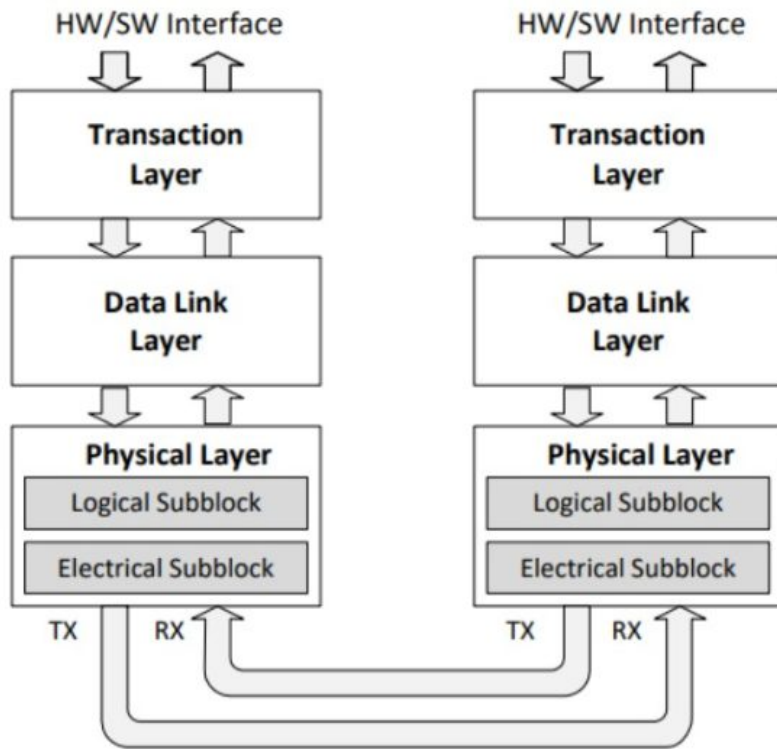 HW/SW Interface
Transaction
Layer
Data Link
Layer
Physical Layer
Logical Subblock
Electrical Subblock
TX
RX
HW/SW Interface
Transaction
Layer
Data Link
Layer
Physical Layer
Logical Subblock
Electrical Subblock
TX
RX